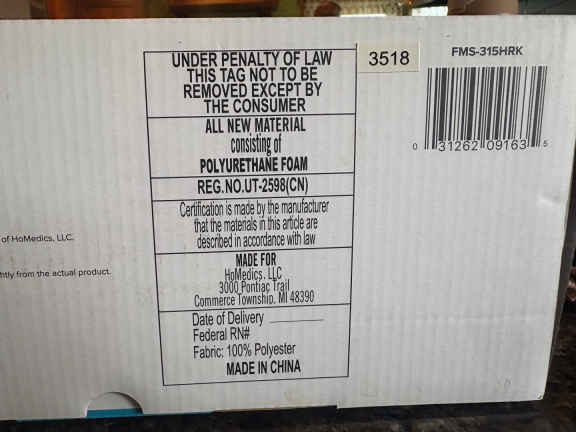 UNDER PENALTY OF LAW
THIS TAG NOT TO BE
REMOVED EXCEPT BY
THE CONSUMER
ALL NEW MATERIAL
consisting of
POLYURETHANE FOAM
REG.NO.UT-2598(CN)
Certification is made by the manufacturer
that the materials in this article are
described in accordance with law
MADE FOR
HoMedics, LLC
3000 Pontiac Trail
Commerce Township, MI 48390
Date of Delivery
Federal RN#
Fabric: 100% Polyester
MADE IN CHINA
3518
FMS-315HRK
0 31262 09163 5
of HoMedics, LLC.
htly from the actual product.